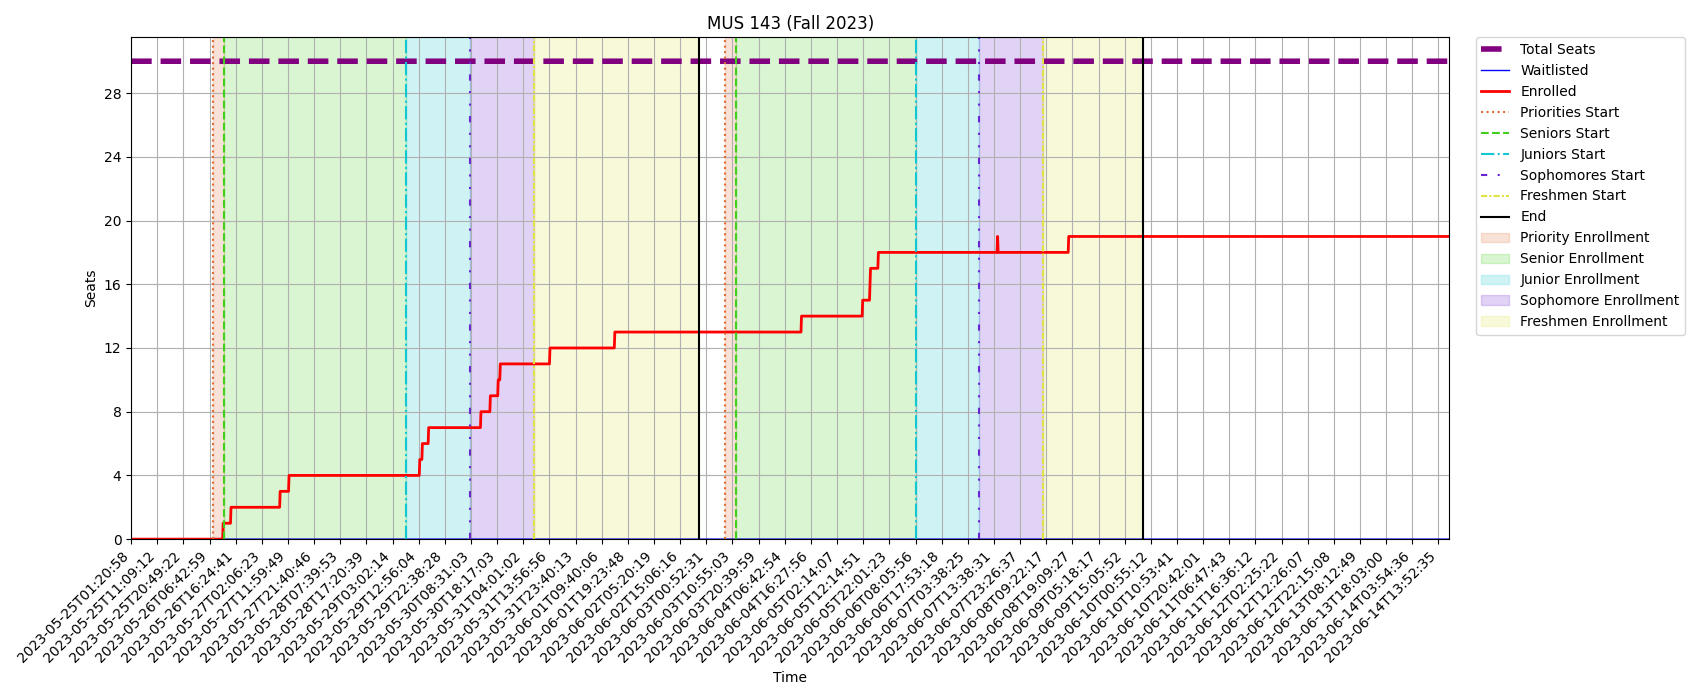 MUS 143 (Fall 2023)
Total Seats
Waitlisted
Enrolled
Priorities Start
Seniors Start
Juniors Start
Sophomores Start
Freshmen Start
End
Priority Enrollment
Senior Enrollment
Junior Enrollment
Sophomore Enrollment
Freshmen Enrollment
Seats
28
24
20
16
12
8
4
0
2023-05-25T01:20:58
2023-05-25T11:09:12
2023-05-25T20:49:22
2023-05-26T06:42:59
2023-05-26T16:24:41
2023-05-27T02:06:23
2023-05-27T11:59:49
2023-05-27T21:40:46
2023-05-28T07:39:53
2023-05-28T17:20:39
2023-05-29T03:02:14
2023-05-29T12:56:04
2023-05-29T22:38:28
2023-05-30T08:31:03
2023-05-30T18:17:03
2023-05-31T04:01:02
2023-05-31T13:56:56
2023-05-31T23:40:13
2023-06-01T09:40:06
2023-06-01T19:23:48
2023-06-02T05:20:19
2023-06-02T15:06:16
2023-06-03T00:52:31
2023-06-03T10:55:03
2023-06-03T20:39:59
2023-06-04T06:42:54
2023-06-04T16:27:56
2023-06-05T02:14:07
2023-06-05T12:14:51
2023-06-05T22:01:23
2023-06-06T08:05:56
2023-06-06T17:53:18
2023-06-07T03:38:25
2023-06-07T13:38:31
2023-06-07T23:26:37
2023-06-08T09:22:17
2023-06-08T19:09:27
2023-06-09T05:18:17
2023-06-09T15:05:52
2023-06-10T00:55:12
2023-06-10T10:53:41
2023-06-10T20:42:01
2023-06-11T06:47:43
2023-06-11T16:36:12
2023-06-12T02:25:22
2023-06-12T12:26:07
2023-06-12T22:15:08
2023-06-13T08:12:49
2023-06-13T18:03:00
2023-06-14T03:54:36
2023-06-14T13:52:35
Time